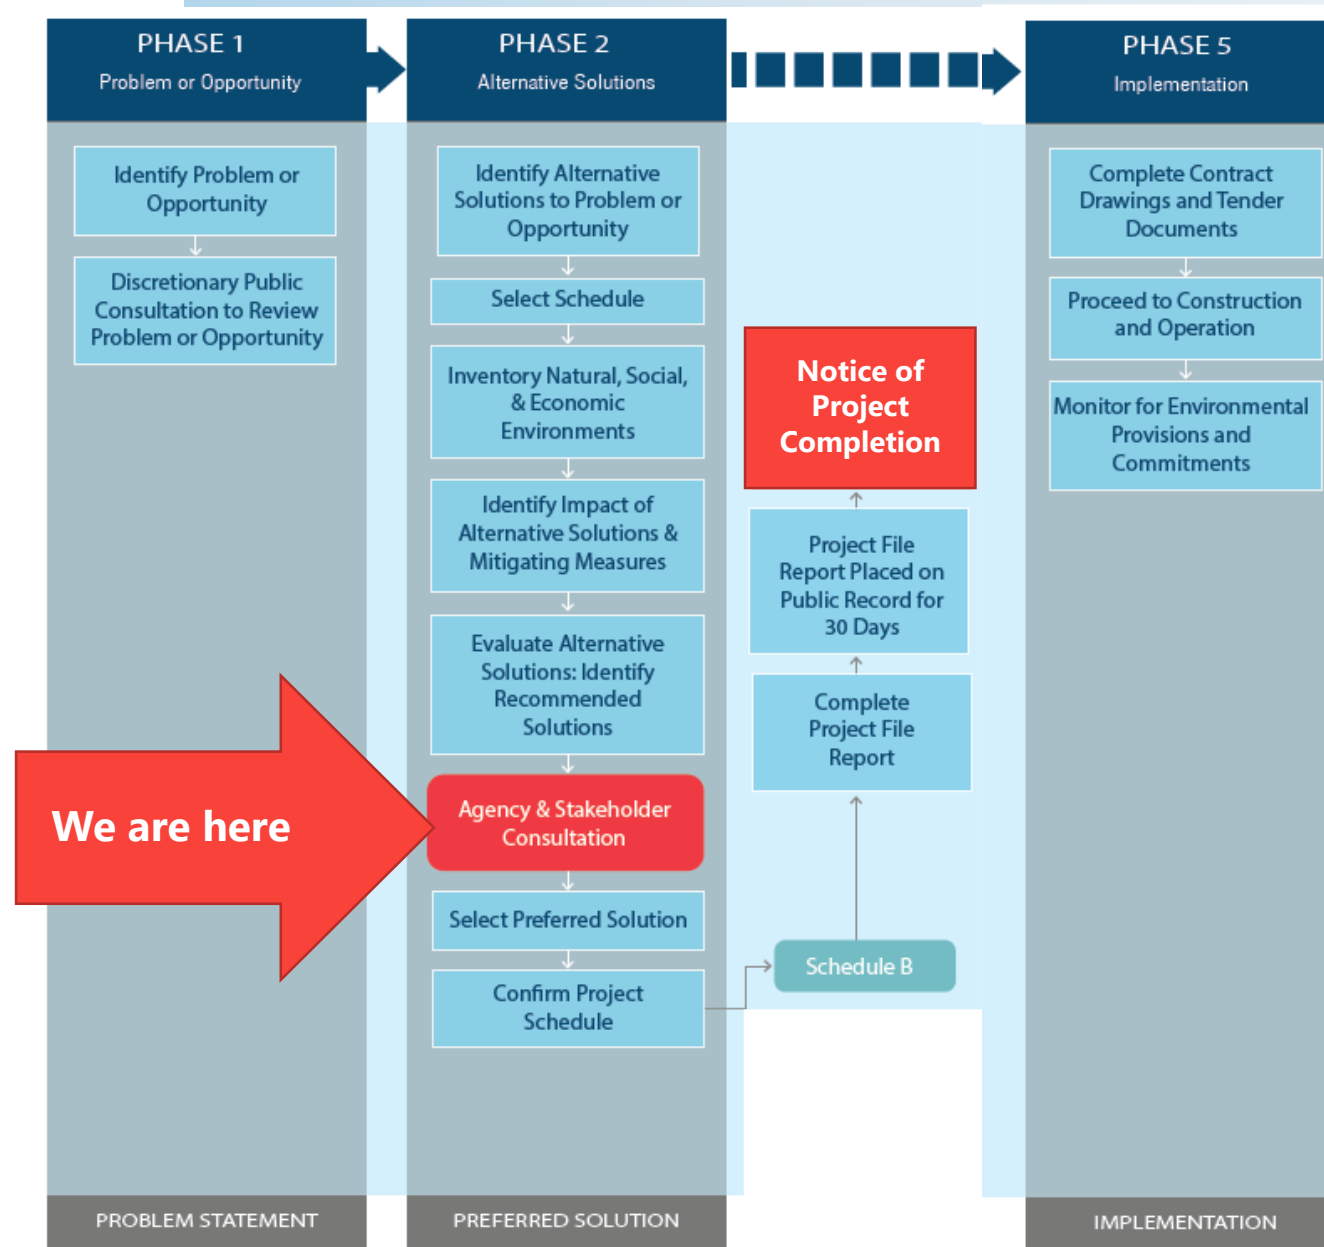 PHASE 1
Problem or Opportunity
Identify Problem or
Opportunity
Discretionary Public
Consultation to Review
Problem or Opportunity
We are here
PROBLEM STATEMENT
PHASE 2
Alternative Solutions
Identify Alternative
Solutions to Problem or
Opportunity
Select Schedule
Inventory Natural, Social,
& Economic
Environments
Identify Impact of
Alternative Solutions &
Mitigating Measures
Evaluate Alternative
Solutions: Identify
Recommended
Solutions
Agency & Stakeholder
Consultation
Select Preferred Solution
Confirm Project
Schedule
PREFERRED SOLUTION
Notice of
Project
Completion
Project File
Report Placed on
Public Record for
30 Days
Complete
Project File
Report
Schedule B
PHASE 5
Implementation
Complete Contract
Drawings and Tender
Documents
Proceed to Construction
and Operation
Monitor for Environmental
Provisions and
Commitments
IMPLEMENTATION